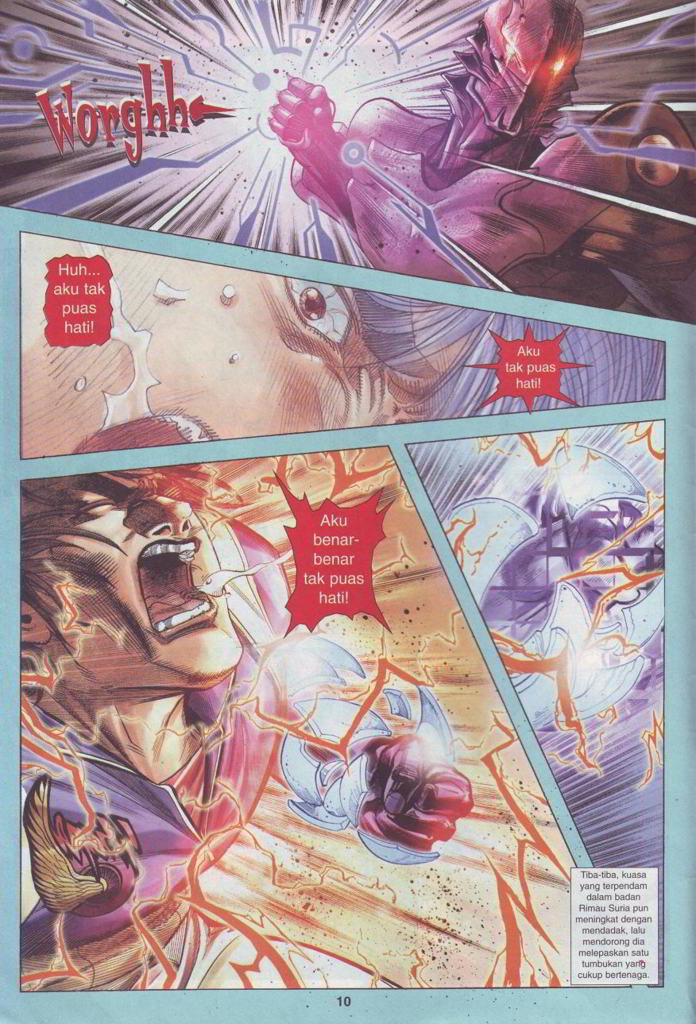 Worghh
Huh...
aku tak
puas
hati!
Aku
tak puas
hati!
Aku
benar-
benar
tak puas
hati!
Tiba-tiba, kuasa
yang terpendam
dalam badan
Rimau Suria pun
meningkat dengan
mendadak, lalu
mendorong dia
melepaskan satu
tumbukan yang
cukup bertenaga.
10